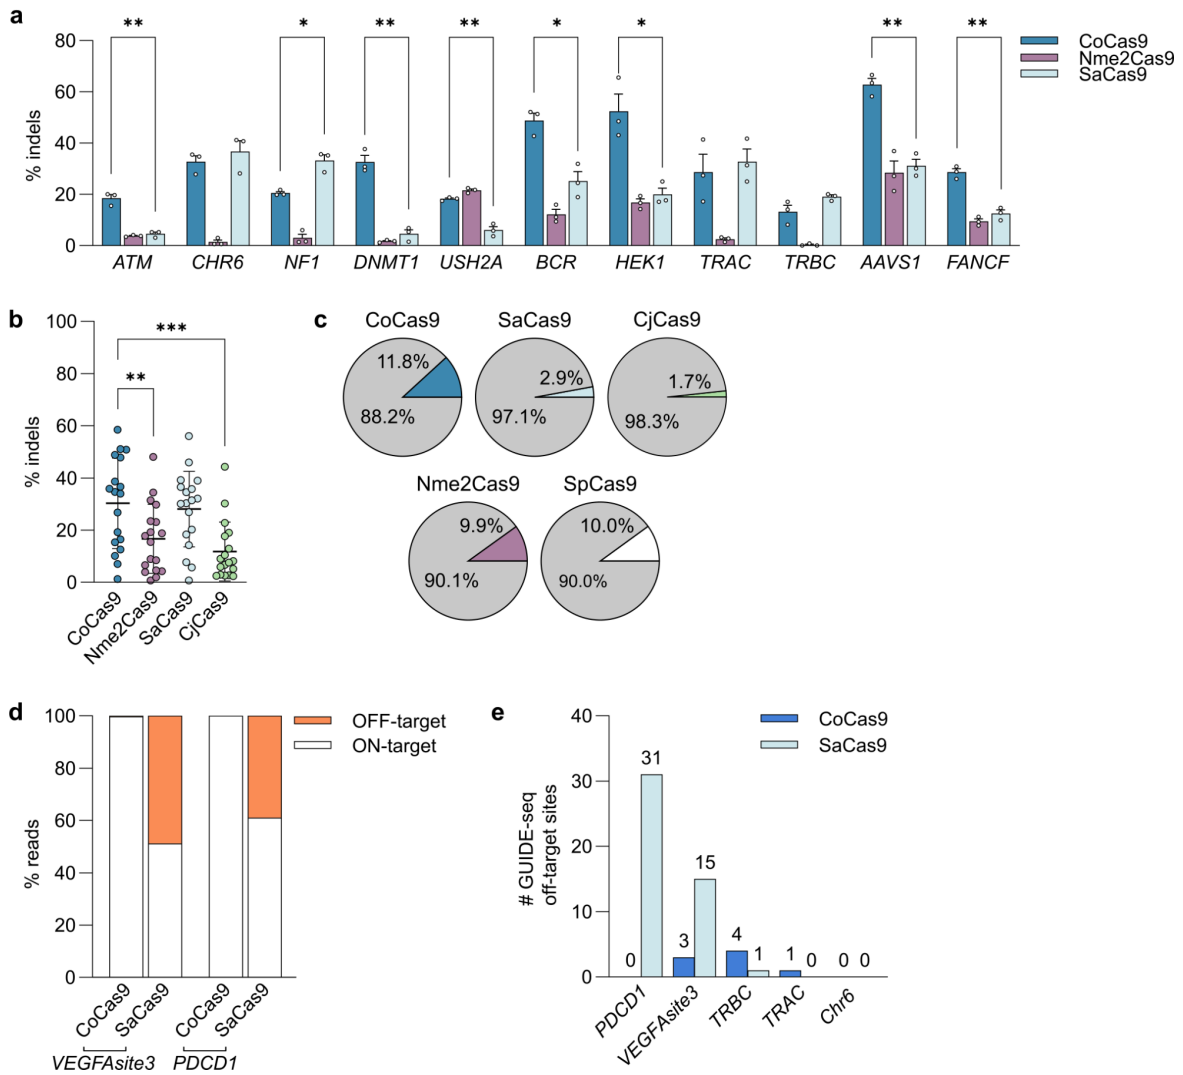 a
** * ** ** * * ** **
80
60
40
20
0
% indels
CoCas9
Nme2Cas9
SaCas9
ATM CHR6 NF1 DNMT1 USH2A BCR HEK1 TRAC TRBC AAVS1 FANCF
b
100
80
60
40
20
0
% indels
***
**
CoCas9
Nme2Cas9
SaCas9
CjCas9
c
CoCas9 SaCas9 CjCas9
11.8% 2.9% 1.7%
88.2% 97.1% 98.3%
Nme2Cas9 SpCas9
9.9% 10.0%
90.1% 90.0%
d
100
80
60
40
20
0
% reads
OFF-target
ON-target
CoCas9 SaCas9 CoCas9 SaCas9
VEGFAsite3 PDCD1
e
40
30
20
10
0
# GUIDE-seq
off-target sites
CoCas9
SaCas9
0 31 3 15 4 1 1 0 0 0
PDCD1
VEGFAsite3
TRBC
TRAC
Chr6